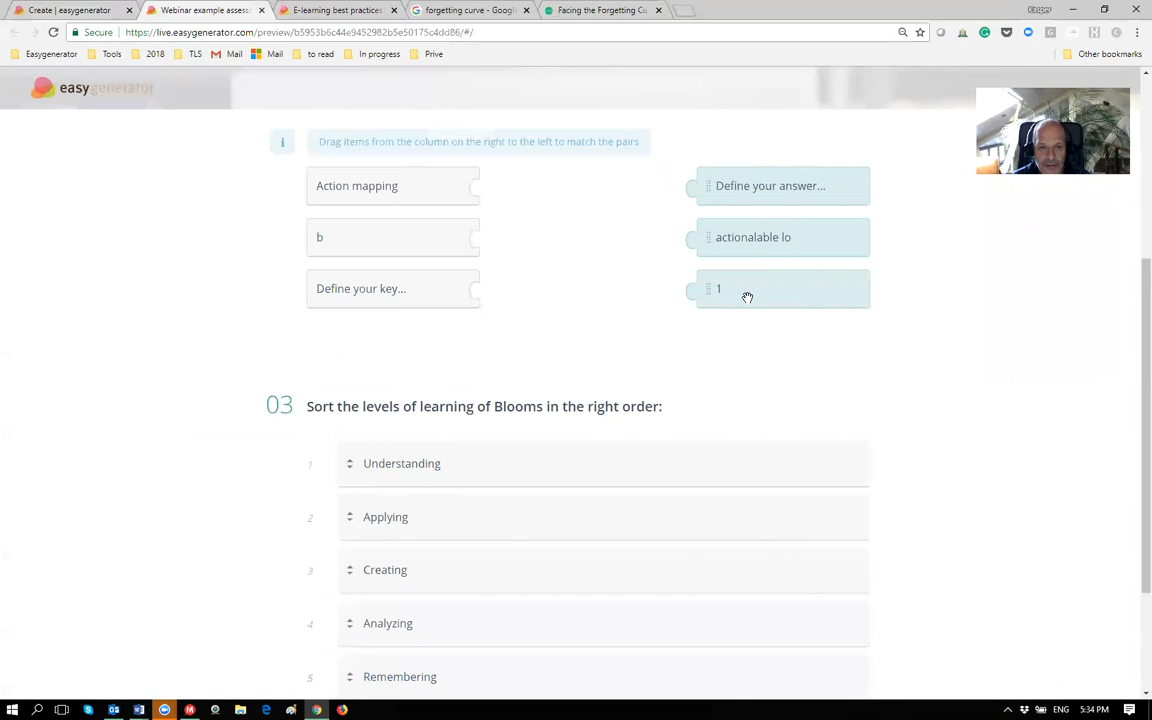 Create | easygenerator
Webinar example assess
E-learning best practices
forgetting curve - Googl
Facing the Forgetting Cu
Kasper
Secure
https://live.easygenerator.com/preview/b5953b6c44e9452982b5e50175c4dd86/#/
Easygenerator
Tools
2018
TLS
Mail
Mail
to read
In progress
Prive
Other bookmarks
easygenerator
i
Drag items from the column on the right to the left to match the pairs
Action mapping
Define your answer...
b
actionalable lo
Define your key...
1
03
Sort the levels of learning of Blooms in the right order:
1
Understanding
2
Applying
3
Creating
4
Analyzing
5
Remembering
ENG
5:34 PM